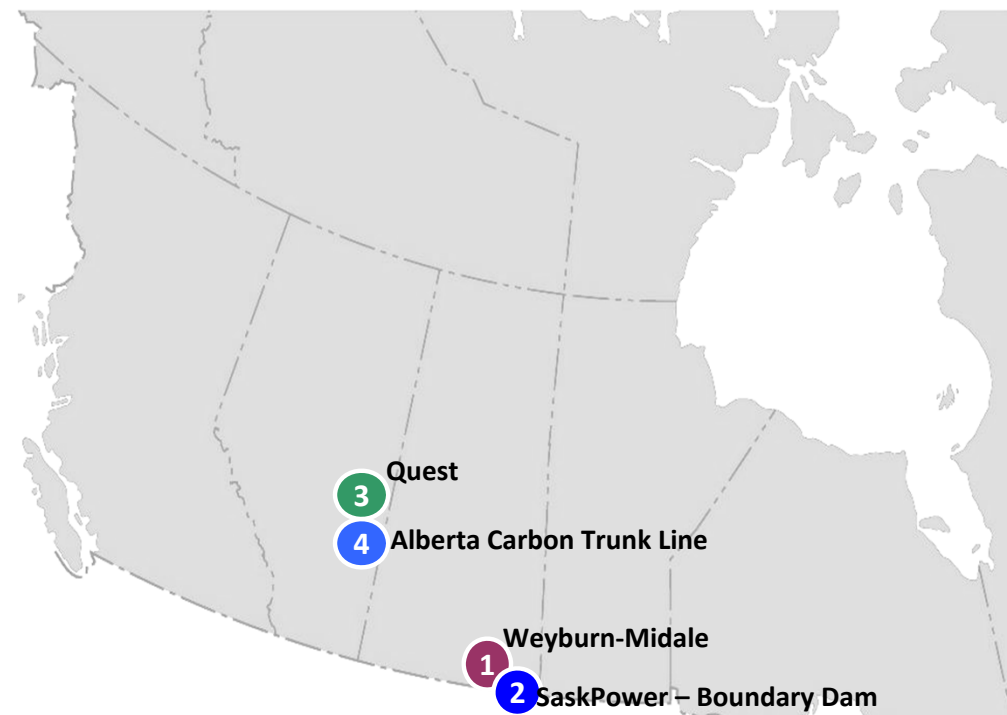 Quest
3
4 Alberta Carbon Trunk Line
Weyburn-Midale
1
2 SaskPower – Boundary Dam